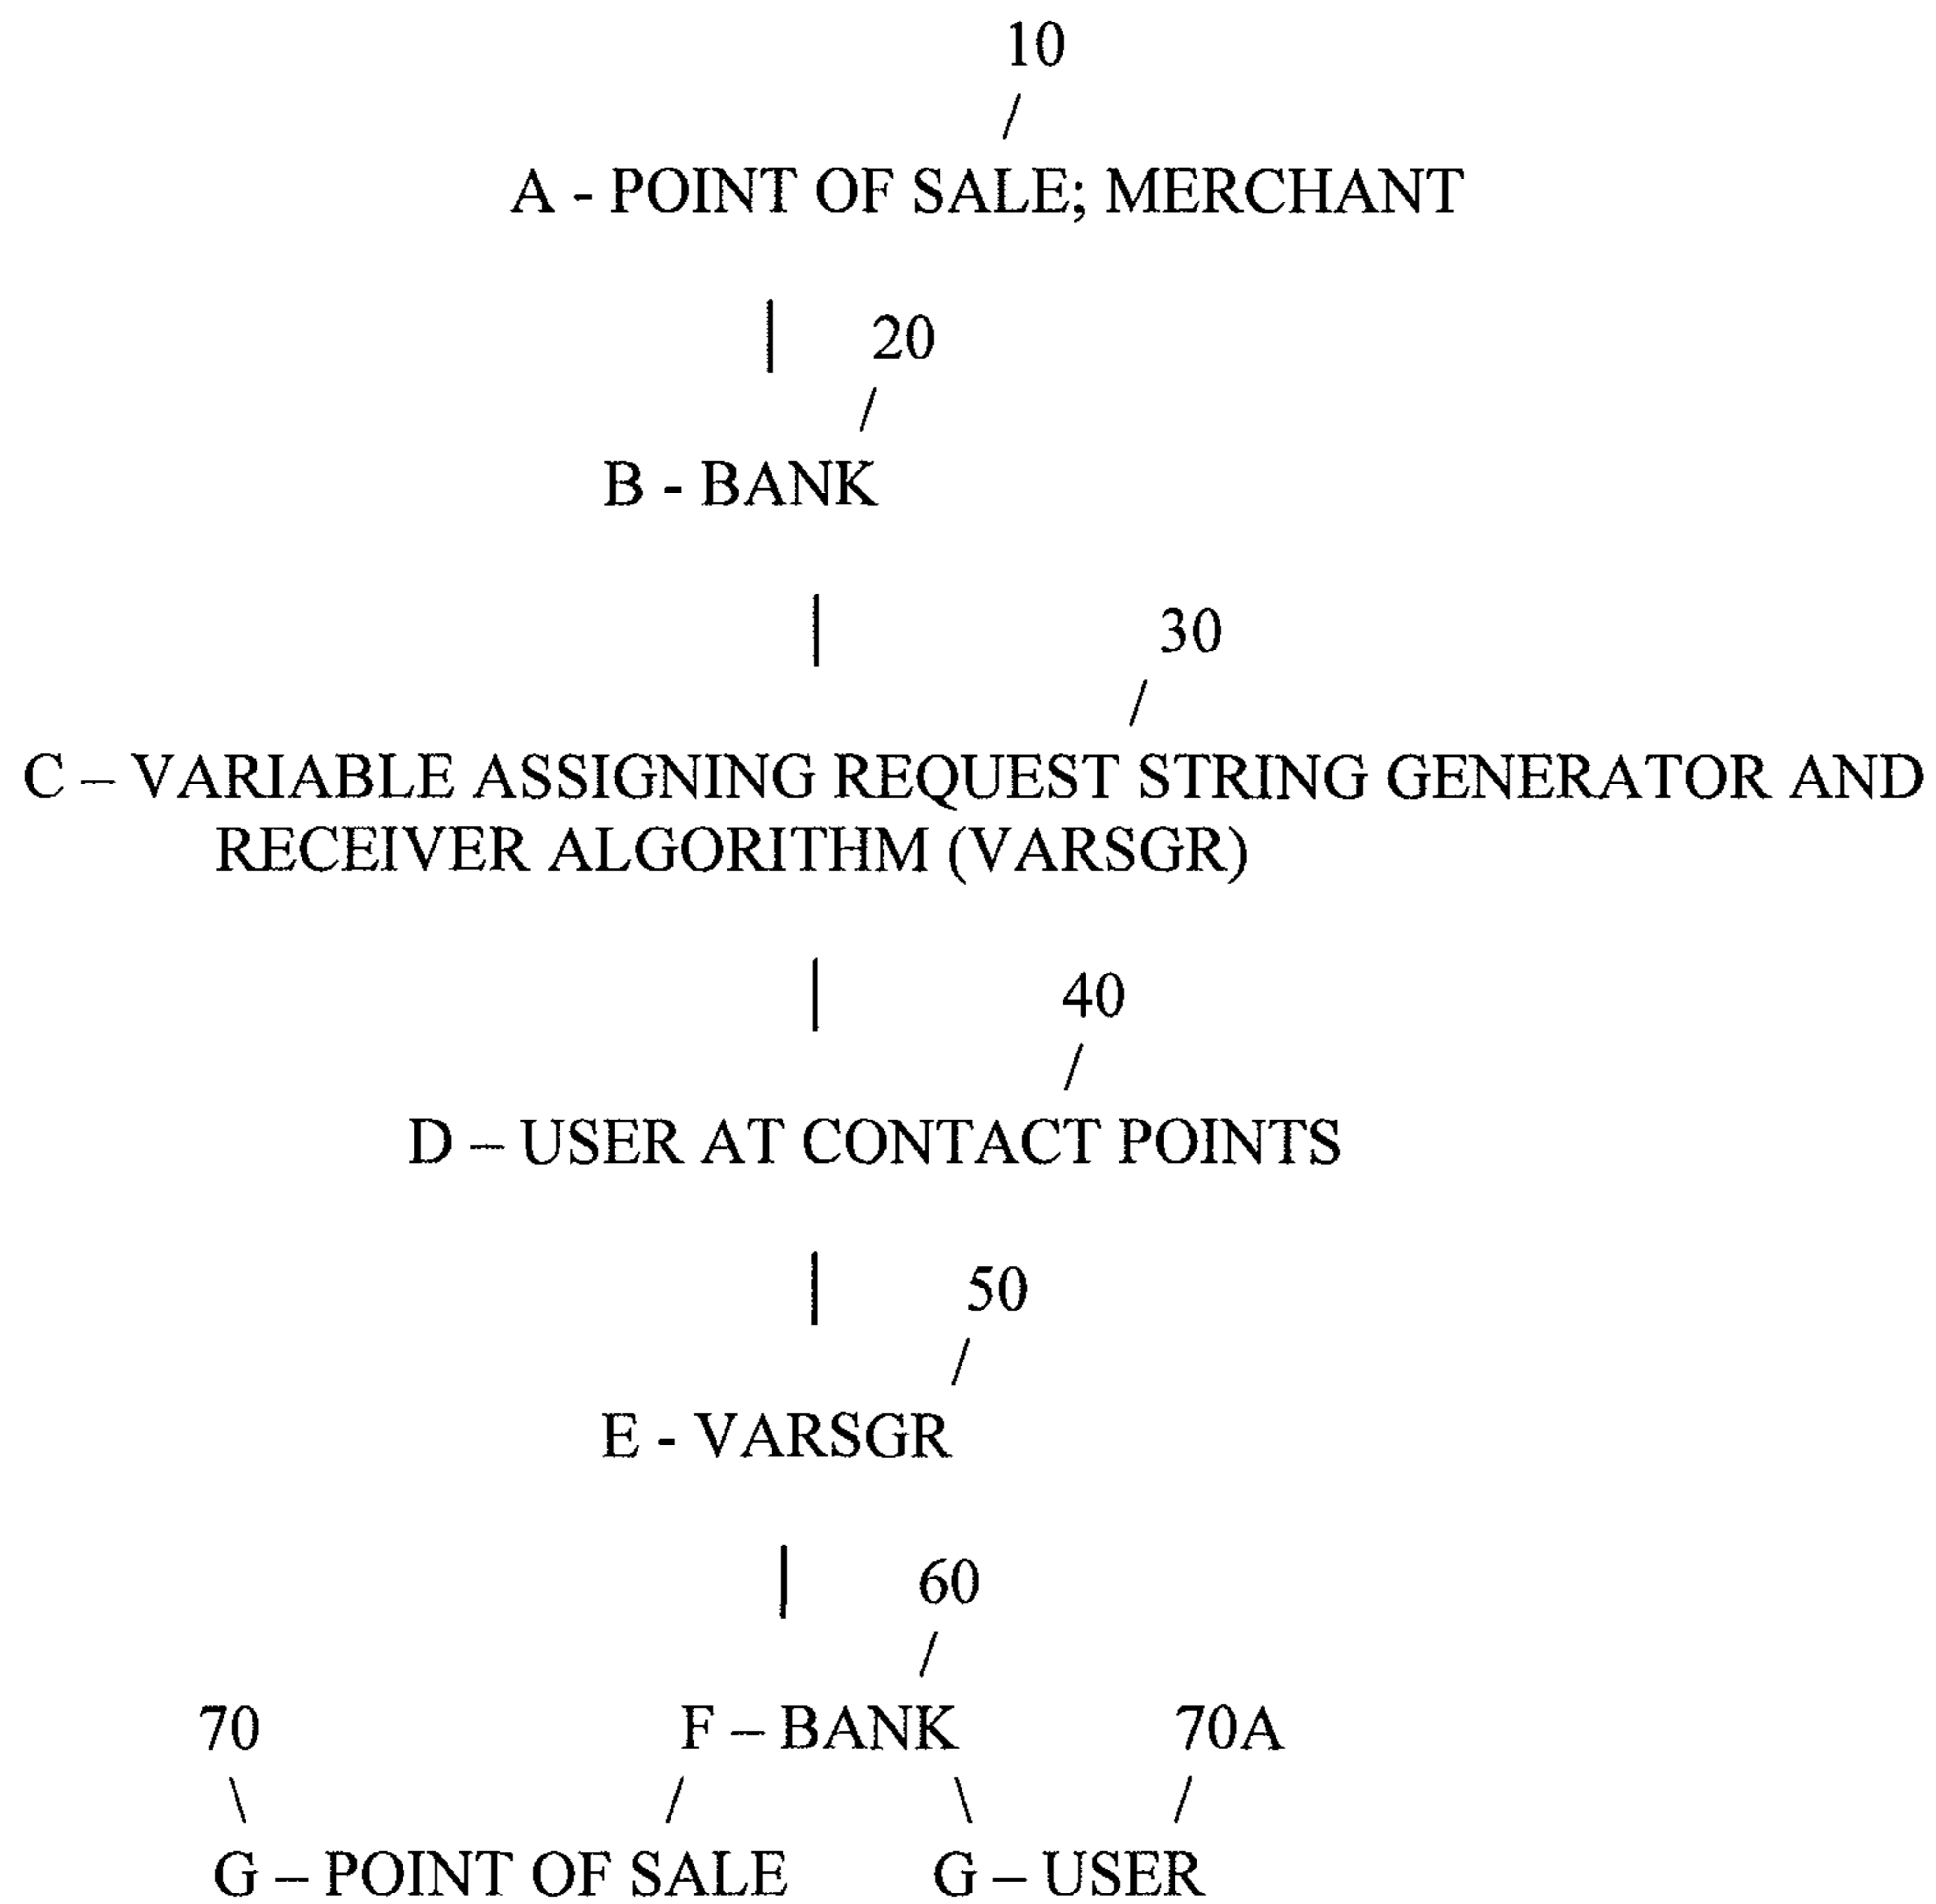 10
A - POINT OF SALE; MERCHANT
20
B - BANK
30
C – VARIABLE ASSIGNING REQUEST STRING GENERATOR AND
RECEIVER ALGORITHM (VARSGR)
40
D – USER AT CONTACT POINTS
50
E - VARSGR
60
70 F – BANK 70A
G – POINT OF SALE G – USER